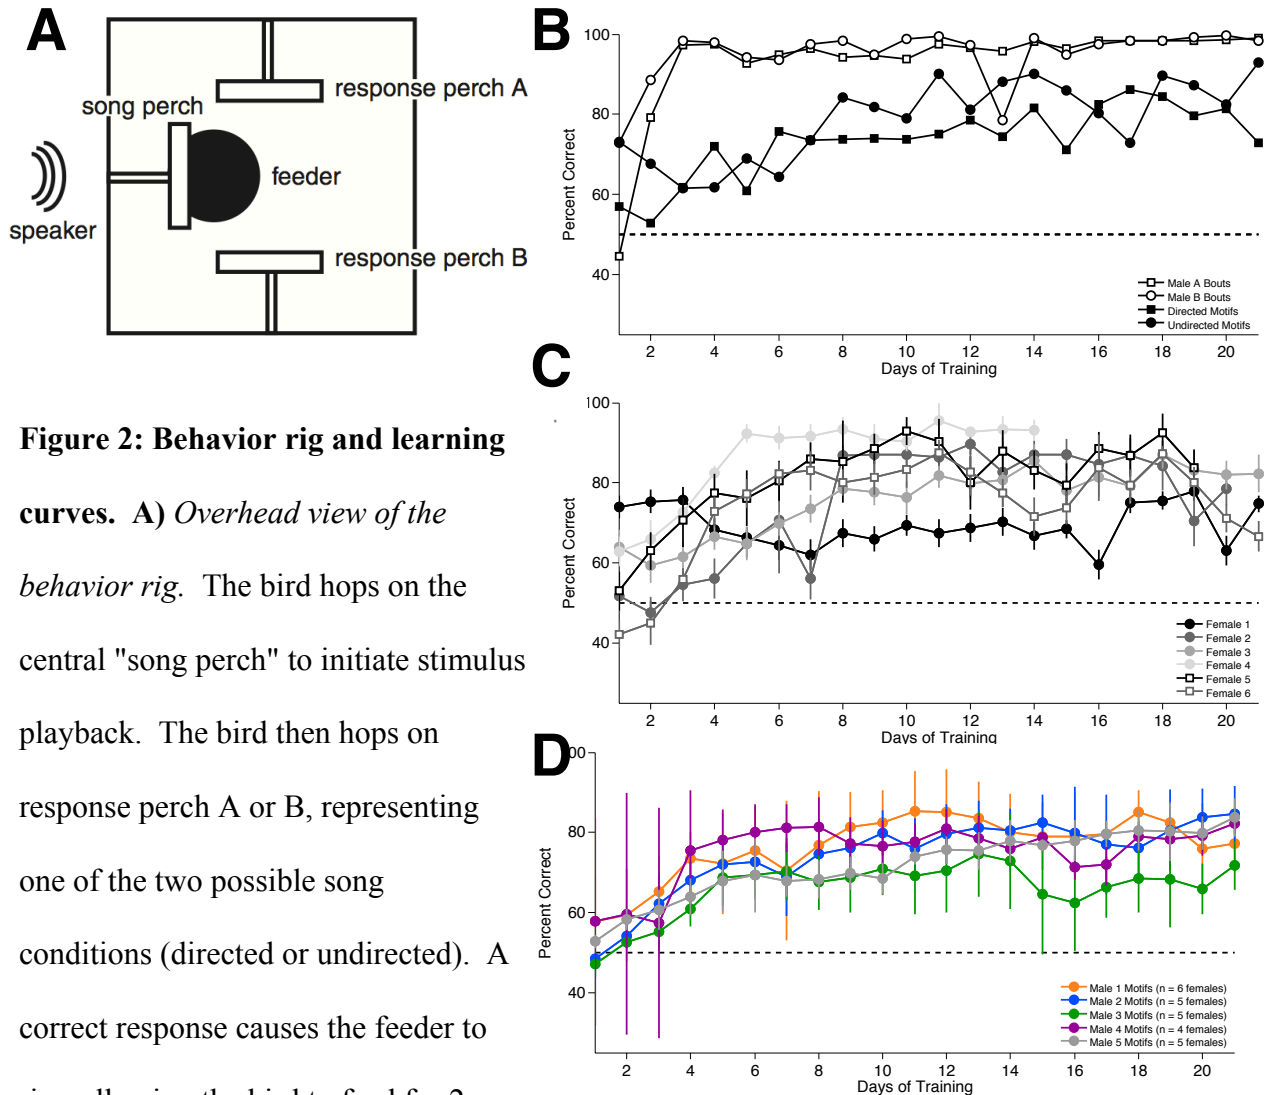 A
response perch A
song perch
feeder
speaker
response perch B
B
100
80
60
40
Percent Correct
2 4 6 8 10 12 14 16 18 20
Days of Training
Male A Bouts
Male B Bouts
Directed Motifs
Undirected Motifs
C
100
80
60
40
Percent Correct
2 4 6 8 10 12 14 16 18 20
Days of Training
Female 1
Female 2
Female 3
Female 4
Female 5
Female 6
D
00
80
60
40
Percent Correct
2 4 6 8 10 12 14 16 18 20
Days of Training
Male 1 Motifs (n = 6 females)
Male 2 Motifs (n = 5 females)
Male 3 Motifs (n = 5 females)
Male 4 Motifs (n = 4 females)
Male 5 Motifs (n = 5 females)
Figure 2: Behavior rig and learning
curves. A) Overhead view of the
behavior rig. The bird hops on the
central "song perch" to initiate stimulus
playback. The bird then hops on
response perch A or B, representing
one of the two possible song
conditions (directed or undirected). A
correct response causes the feeder to